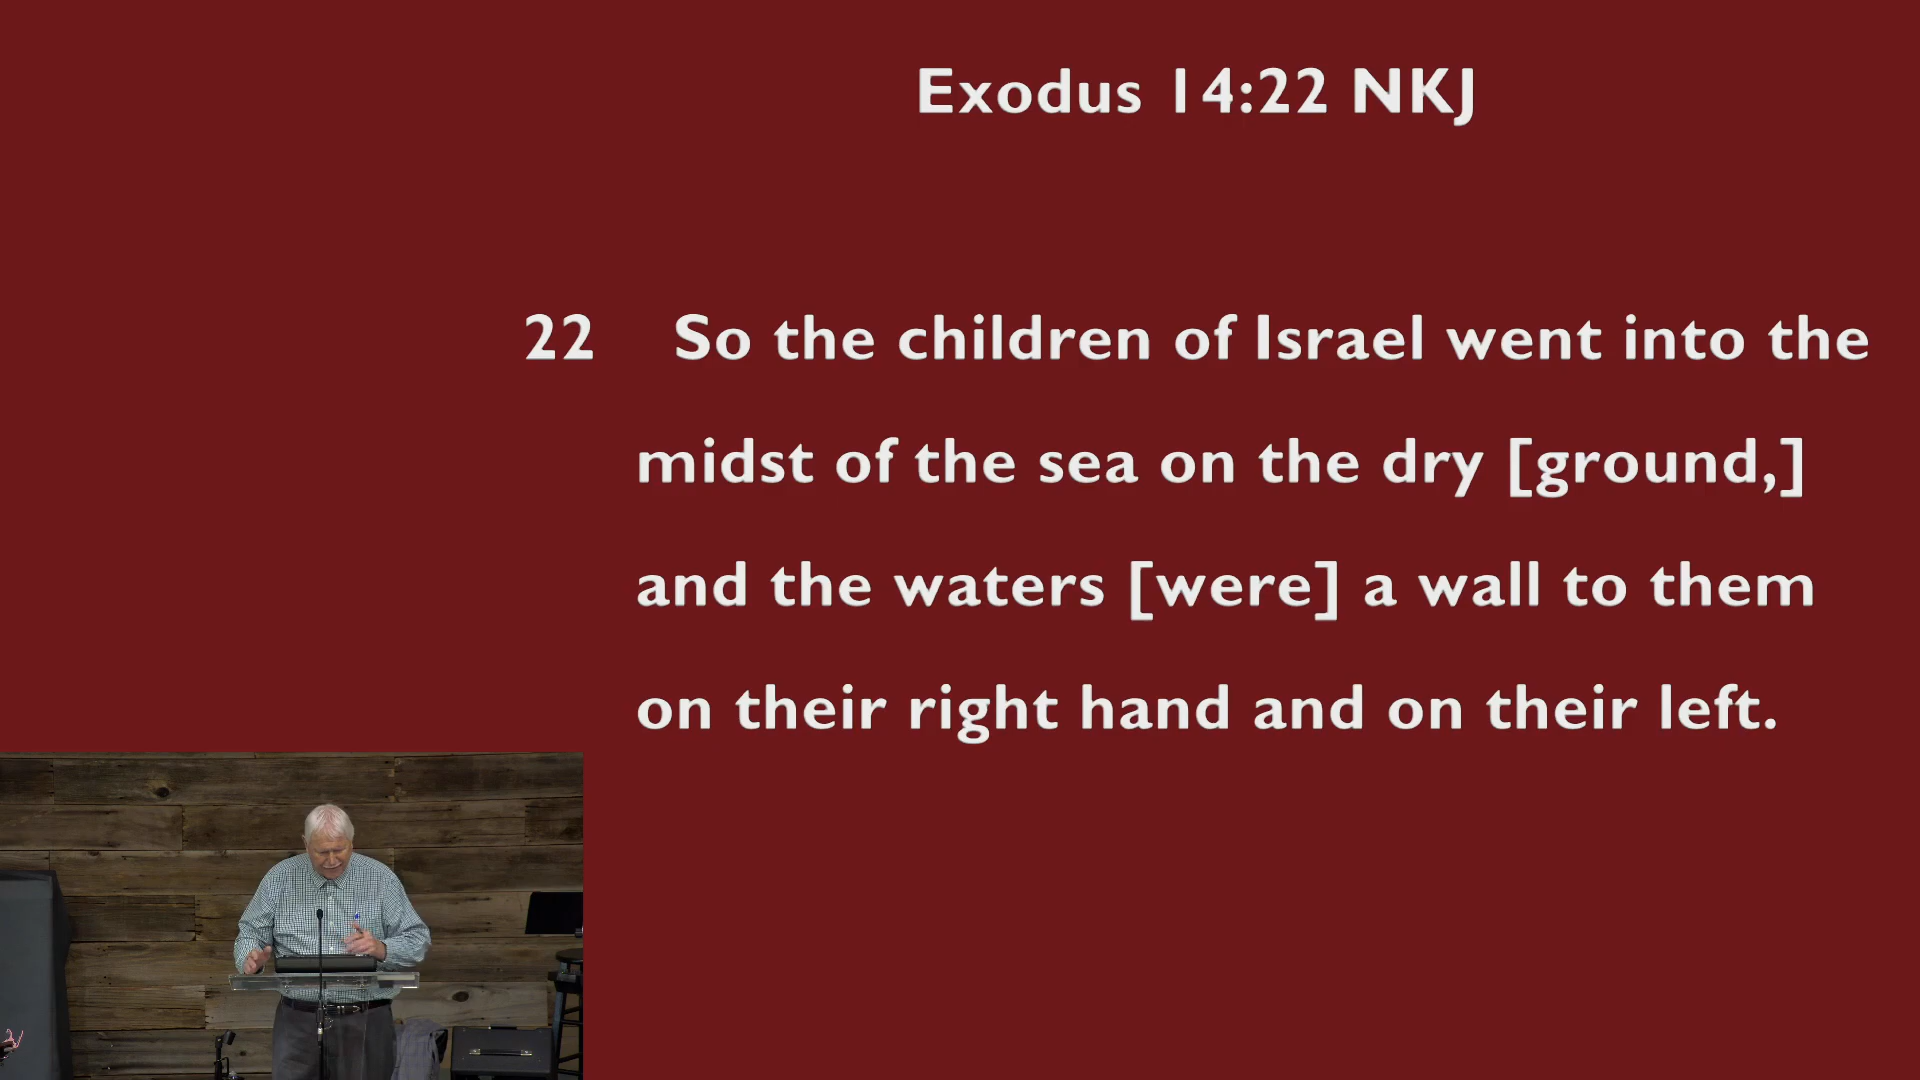 Exodus 14:22 NKJ
22 So the children of Israel went into the
midst of the sea on the dry [ground,]
and the waters [were] a wall to them
on their right hand and on their left.